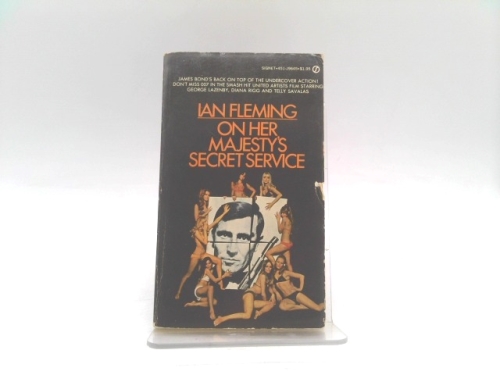 JAMES BOND'S BACK ON TOP OF THE UNDERCOVER ACTION!
DON'T MISS 007 IN THE SMASH HIT UNITED ARTISTS FILM STARRING
GEORGE LAZENBY, DIANA RIGG AND TELLY SAVALAS
IAN FLEMING
ON HER
MAJESTY'S
SECRET SERVICE